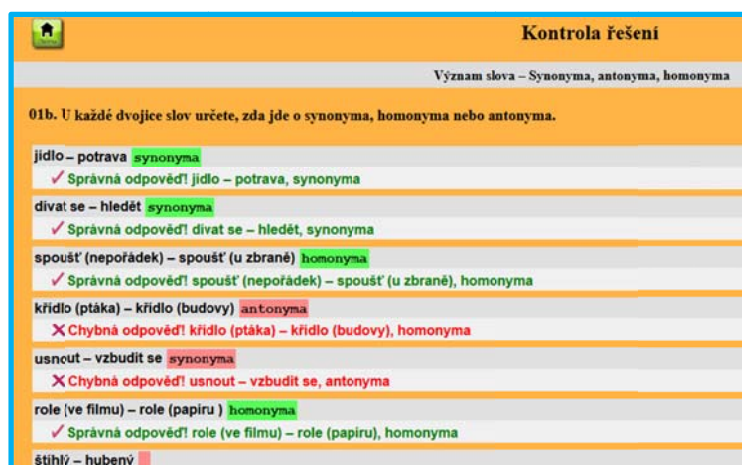 Kontrola řešení
Význam slova – Synonyma, antonyma, homonyma
01b. U každé dvojice slov určete, zda jde o synonyma, homonyma nebo antonyma.
jídlo – potrava synonyma
Správná odpověď! jídlo – potrava, synonyma
dívat se – hledět synonyma
Správná odpověď! dívat se – hledět, synonyma
spoušť (nepořádek) – spoušť (u zbraně) homonyma
Správná odpověď! spoušť (nepořádek) – spoušť (u zbraně), homonyma
křídlo (ptáka) – křídlo (budovy) antonyma
Chybná odpověď! křídlo (ptáka) – křídlo (budovy), homonyma
usnout – vzbudit se synonyma
Chybná odpověď! usnout – vzbudit se, antonyma
role (ve filmu) – role (papíru ) homonyma
Správná odpověď! role (ve filmu) – role (papíru), homonyma
štíhlý – hubený